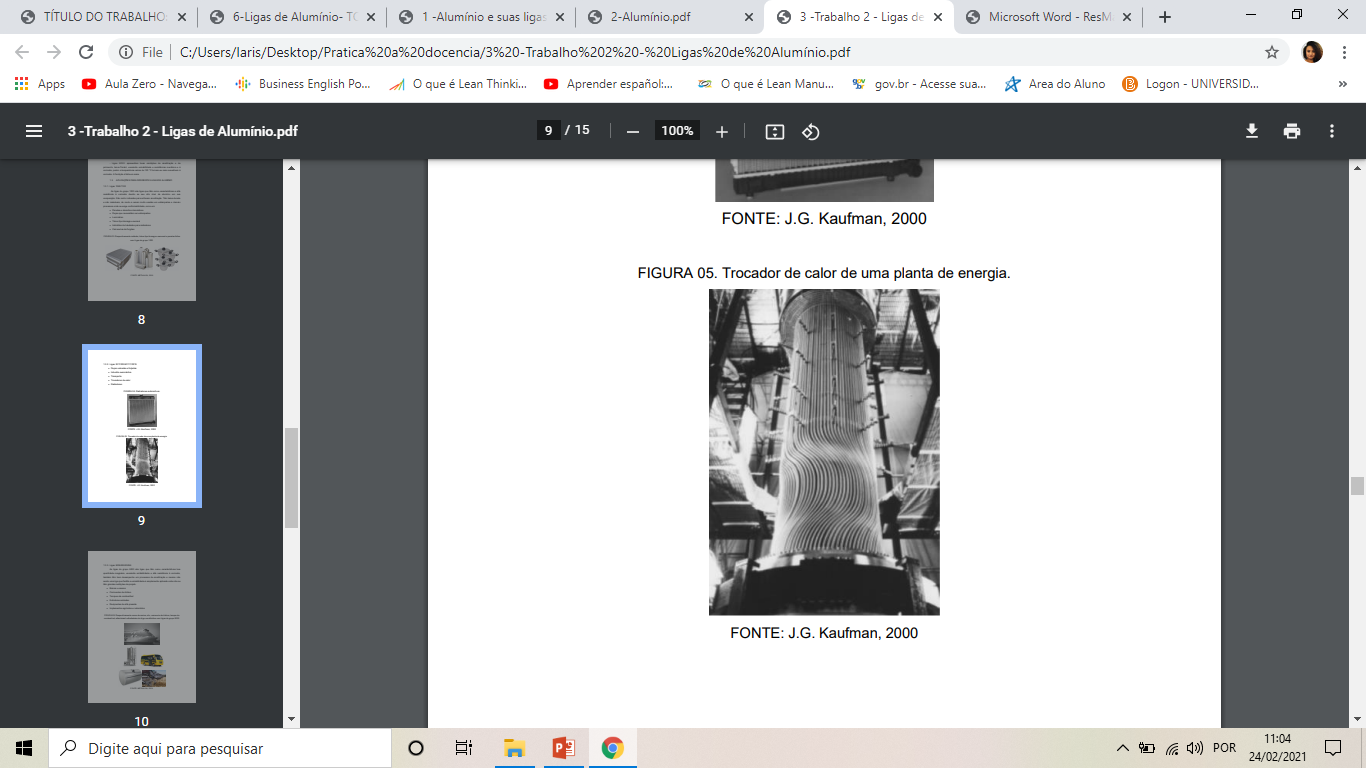 TÍTULO DO TRABALHO:
6-Ligas de Alumínio- TC
1 -Alumínio e suas ligas
2-Alumínio.pdf
3 -Trabalho 2 - Ligas de
Microsoft Word - ResM
File
C:/Users/laris/Desktop/Pratica%20a%20docencia/3%20-Trabalho%202%20-%20Ligas%20de%20Alumínio.pdf
Apps
Aula Zero - Navega...
Business English Po...
O que é Lean Thinki...
Aprender español:...
O que é Lean Manu...
gov.br - Acesse sua...
Area do Aluno
Logon - UNIVERSID...
»
3 -Trabalho 2 - Ligas de Alumínio.pdf
9 / 15
100%
8
9
10
FONTE: J.G. Kaufman, 2000
FIGURA 05. Trocador de calor de uma planta de energia.
FONTE: J.G. Kaufman, 2000
Digite aqui para pesquisar
POR
11:04
24/02/2021